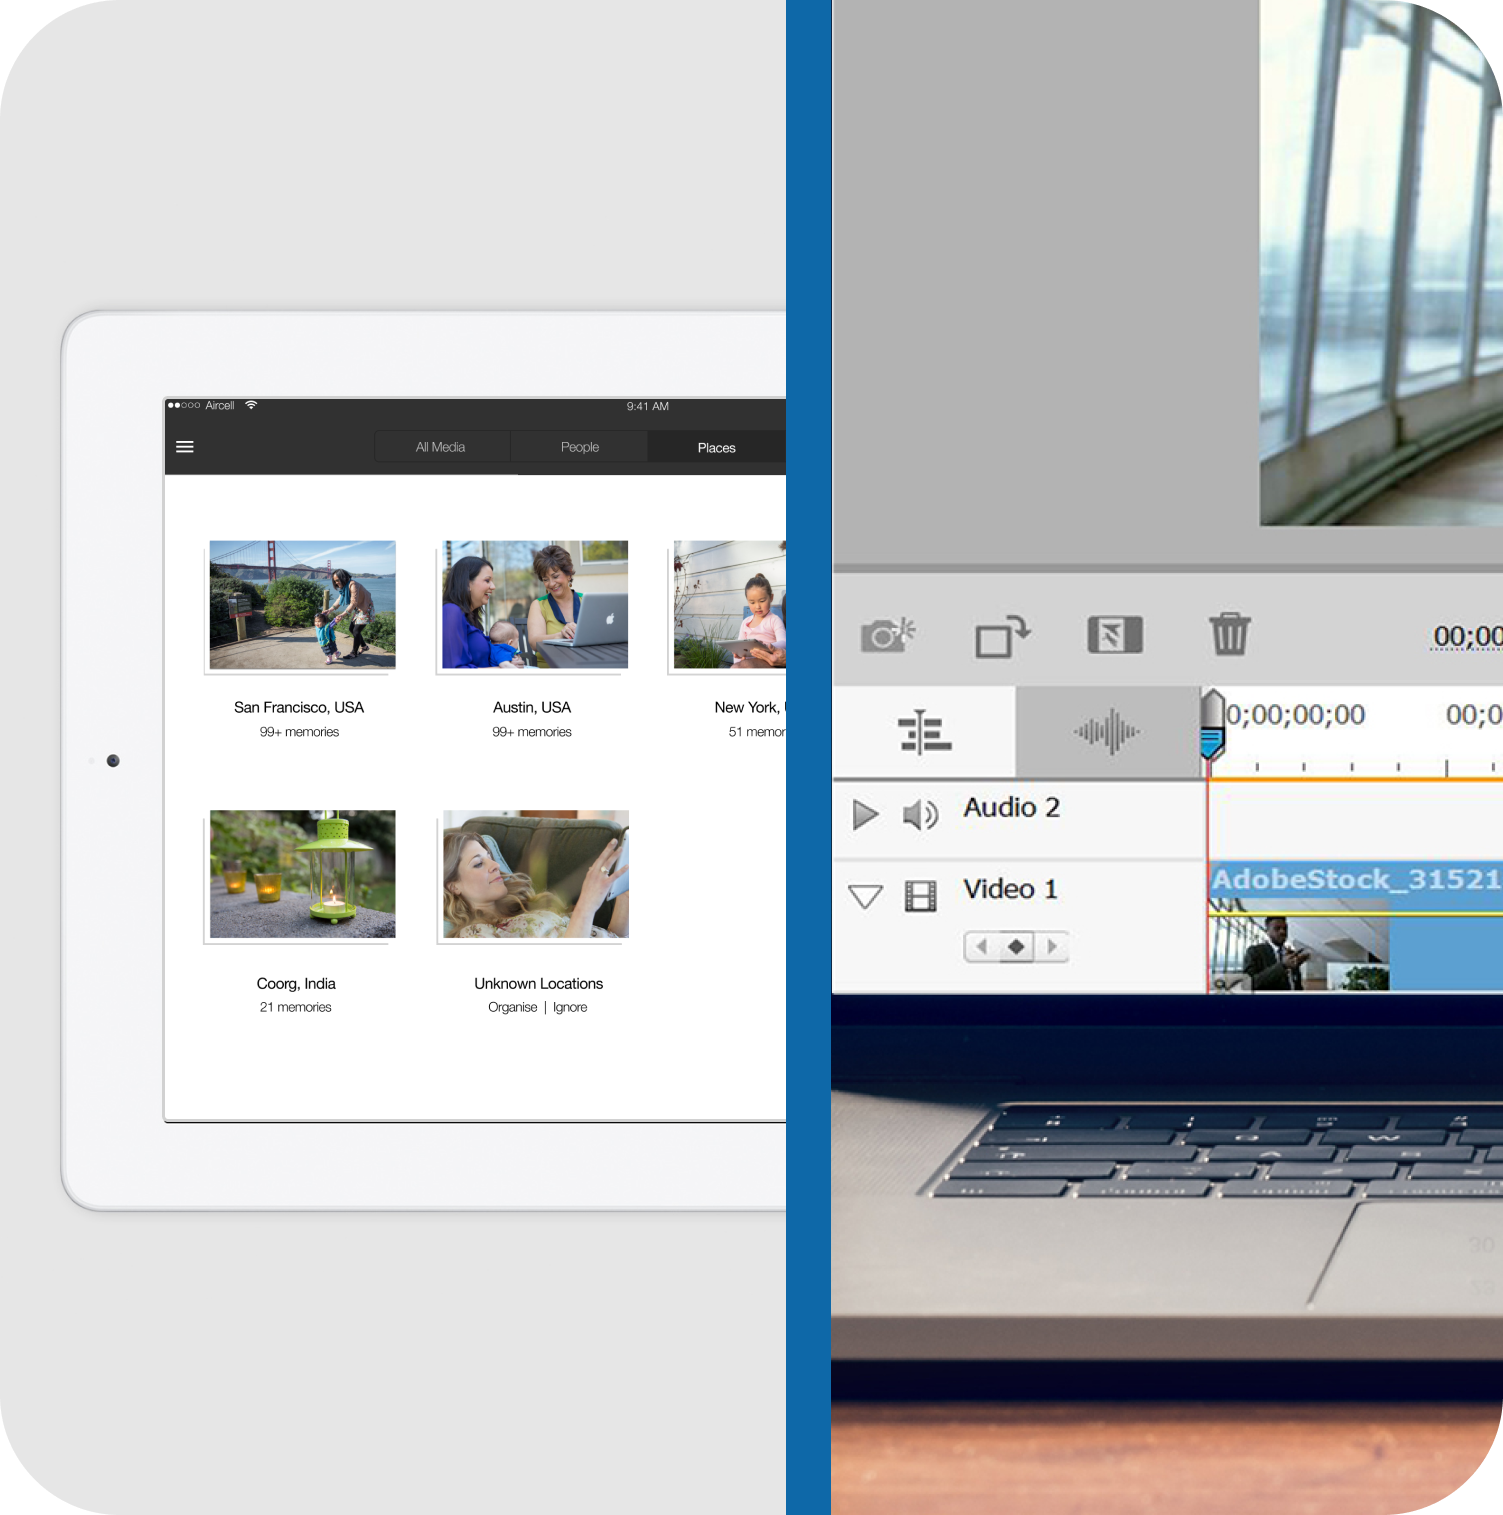 Aircell
9:41 AM
All Media
People
Places
San Francisco, USA
99+ memories
Austin, USA
99+ memories
New York,
51 memor
Coorg, India
21 memories
Unknown Locations
Organise | Ignore
00;00
0;00;00;00
00;0
Audio 2
Video 1
AdobeStock_31521